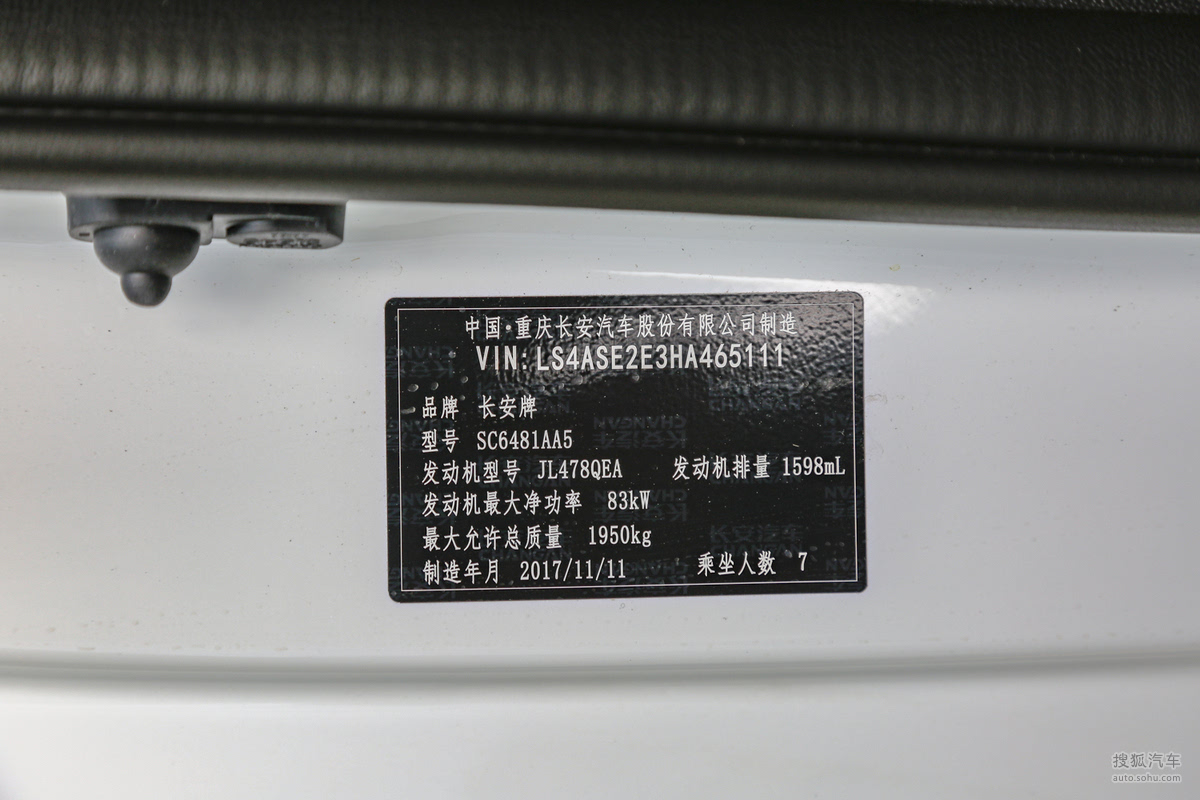 中国·重庆长安汽车股份有限公司制造
VIN:LS4ASE2E3HA465111
品牌 长安牌
型号 SC6481AA5
发动机型号 JL478QEA 发动机排量 1598mL
发动机最大净功率 83kW
最大允许总质量 1950kg
制造年月 2017/11/11 乘坐人数 7
搜狐汽车
auto.sohu.com